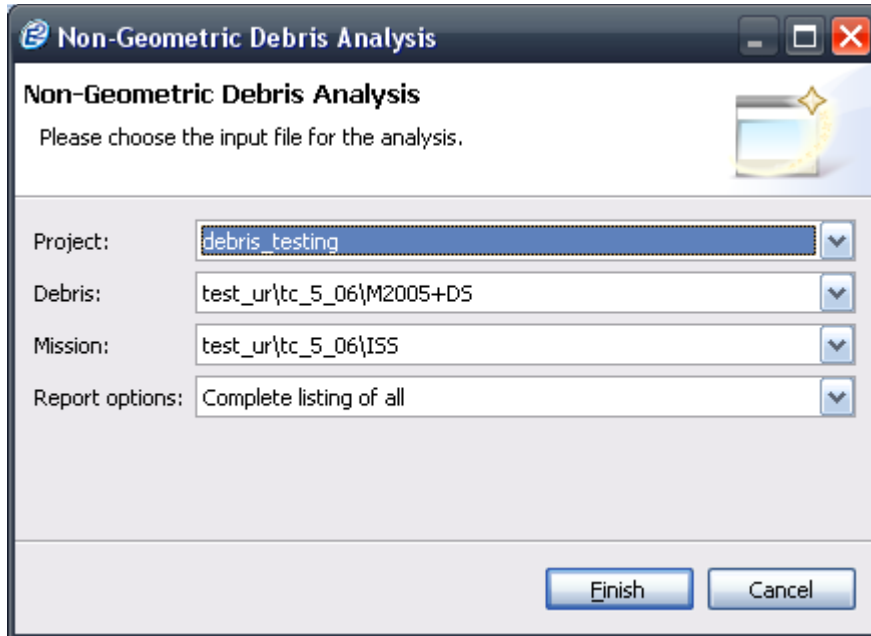 Non-Geometric Debris Analysis
Non-Geometric Debris Analysis
Please choose the input file for the analysis.
Project: debris_testing
Debris: test_ur\tc_5_06\M2005+DS
Mission: test_ur\tc_5_06\ISS
Report options: Complete listing of all
Finish Cancel